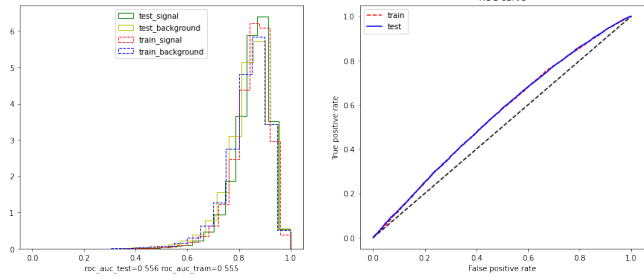 test_signal
test_background
train_signal
train_background
6
5
4
3
2
1
0
0.0 0.2 0.4 0.6 0.8 1.0
roc_auc_test=0.556 roc_auc_train=0.555
train
test
True positive rate
1.0
0.8
0.6
0.4
0.2
0.0
0.0 0.2 0.4 0.6 0.8 1.0
False positive rate